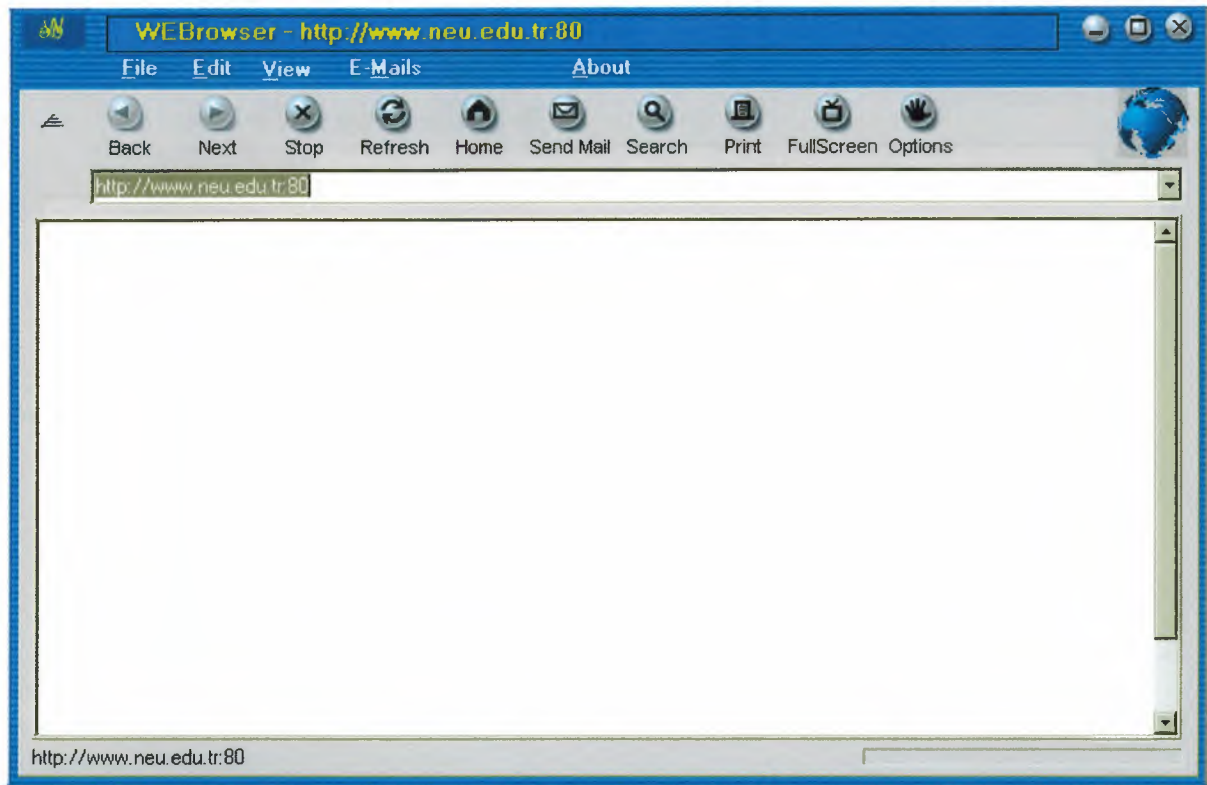 WEBrowser - http://www.neu.edu.tr:80
File Edit View E-Mails About
Back Next Stop Refresh Home Send Mail Search Print FullScreen Options
http://www.neu.edu.tr:80
http://www.neu.edu.tr:80